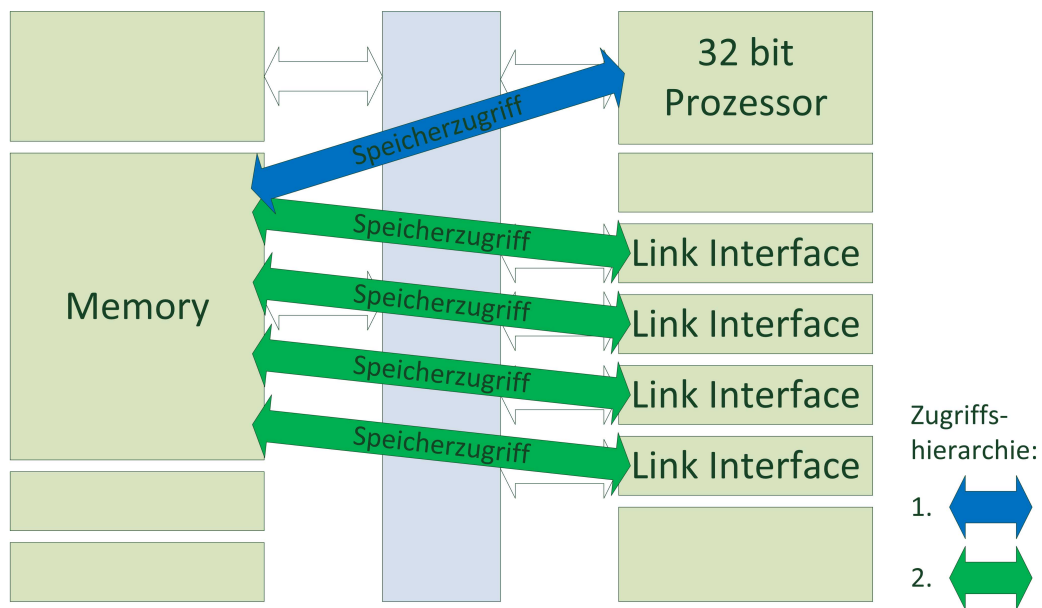 32 bit
Prozessor
Speicherzugriff
Speicherzugriff
Link Interface
Memory
Speicherzugriff
Link Interface
Speicherzugriff
Link Interface
Speicherzugriff
Link Interface
Zugriffs-
hierarchie:
1.
2.